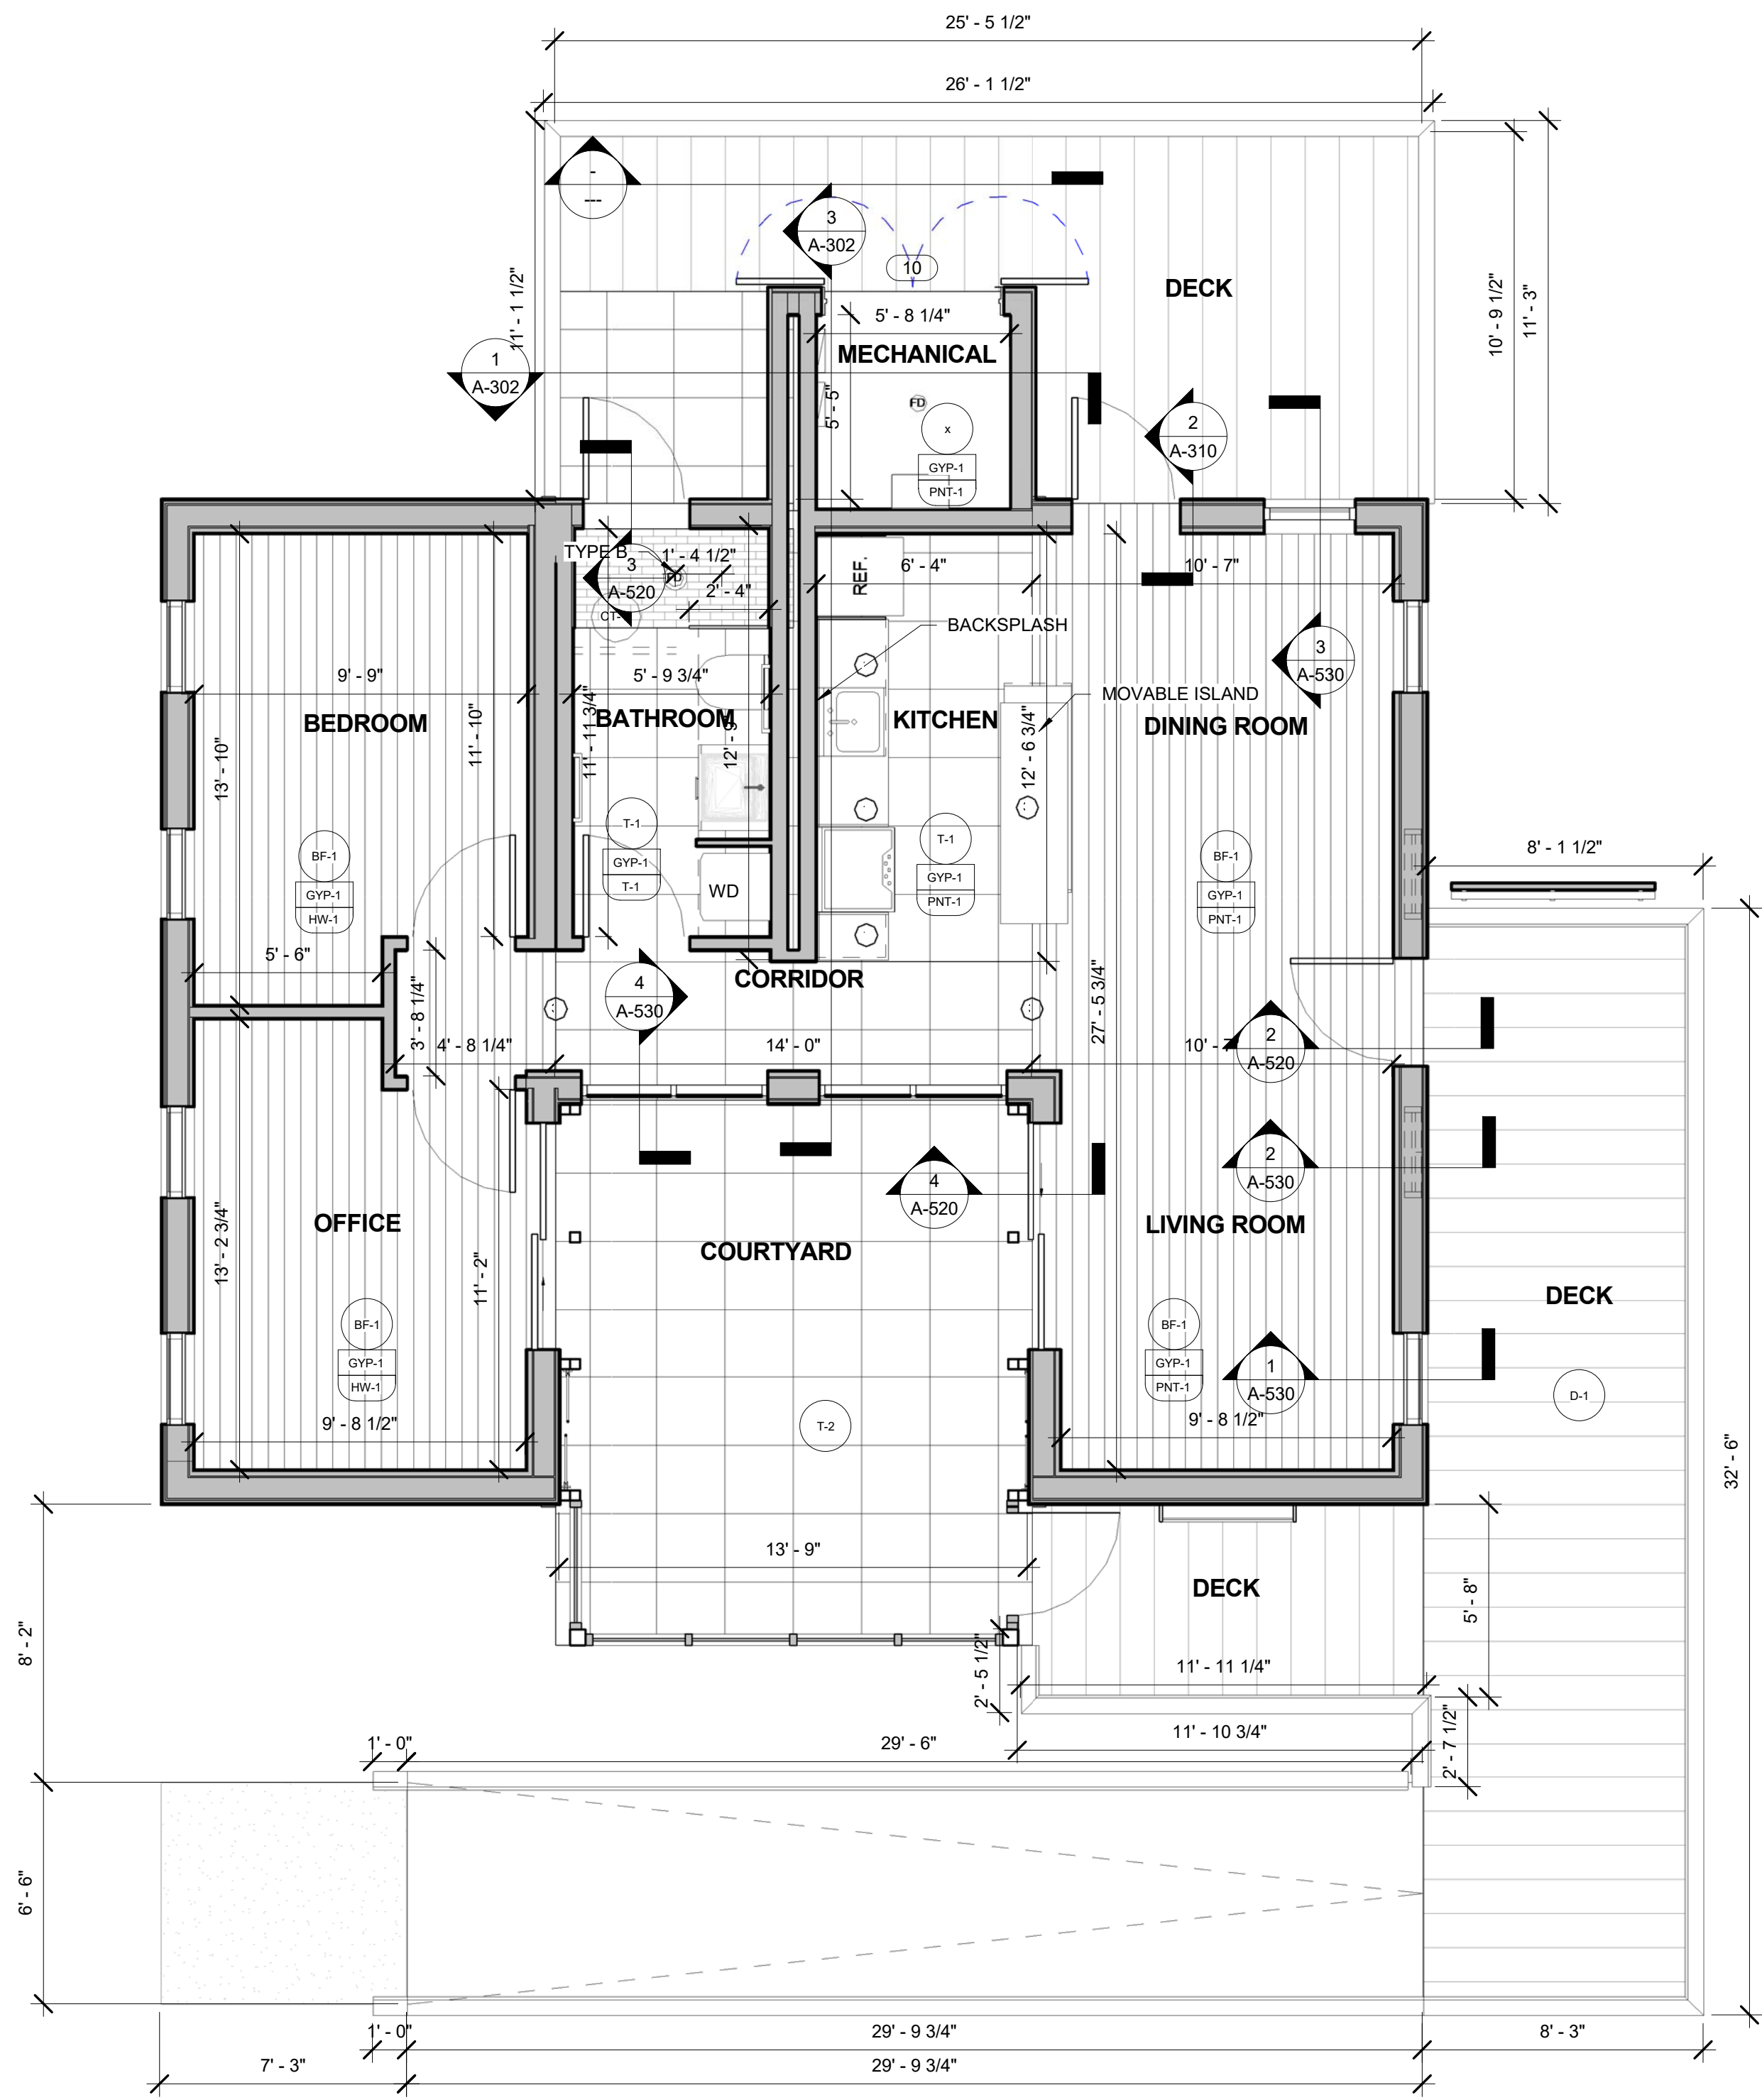 25' - 5 1/2"
26' - 1 1/2"
-
---
3
A-302
10
DECK
11' - 1 1/2"
10' - 9 1/2"
11' - 3"
5' - 8 1/4"
MECHANICAL
1
A-302
5' - 5"
FD
x
GYP-1
PNT-1
2
A-310
TYPE B
1' - 4 1/2"
3
A-520
FD
2' - 4"
CT-
REF.
6' - 4"
10' - 7"
BACKSPLASH
3
A-530
9' - 9"
5' - 9 3/4"
MOVABLE ISLAND
BEDROOM
BATHROOM
KITCHEN
DINING ROOM
13' - 10"
11' - 10"
11' - 11 3/4"
12' - 9"
12' - 6 3/4"
T-1
GYP-1
T-1
T-1
GYP-1
PNT-1
BF-1
GYP-1
HW-1
BF-1
GYP-1
PNT-1
WD
8' - 1 1/2"
5' - 6"
CORRIDOR
4
A-530
3' - 8 1/4"
4' - 8 1/4"
14' - 0"
27' - 5 3/4"
10' - 7"
2
A-520
2
A-530
4
A-520
OFFICE
COURTYARD
LIVING ROOM
13' - 2 3/4"
11' - 2"
DECK
BF-1
GYP-1
HW-1
BF-1
GYP-1
PNT-1
1
A-530
D-1
9' - 8 1/2"
T-2
9' - 8 1/2"
32' - 6"
13' - 9"
DECK
5' - 8"
8' - 2"
2' - 5 1/2"
11' - 11 1/4"
11' - 10 3/4"
2' - 7 1/2"
1' - 0"
29' - 6"
6' - 6"
1' - 0"
29' - 9 3/4"
8' - 3"
7' - 3"
29' - 9 3/4"